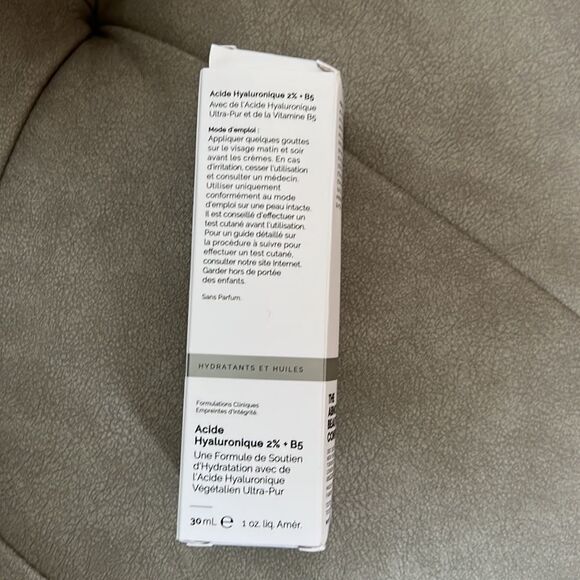 Acide Hyaluronique 2% + B5
Avec de l'Acide Hyaluronique
Ultra-Pur et de la Vitamine B5
Mode d'emploi :
Appliquer quelques gouttes
sur le visage matin et soir
avant les crèmes. En cas
d'irritation, cesser l'utilisation
et consulter un médecin.
Utiliser uniquement
conformément au mode
d'emploi sur une peau intacte.
Il est conseillé d'effectuer un
test cutané avant l'utilisation.
Pour un guide détaillé sur
la procédure à suivre pour
effectuer un test cutané,
consulter notre site Internet.
Garder hors de portée
des enfants.
Sans Parfum.
HYDRATANTS ET HUILES
Formulations Cliniques
Empreintes d'Intégrité.
Acide
Hyaluronique 2% + B5
Une Formule de Soutien
d'Hydratation avec de
l'Acide Hyaluronique
Végétalien Ultra-Pur
30 mL ℮ 1 oz. liq. Amér.
THE